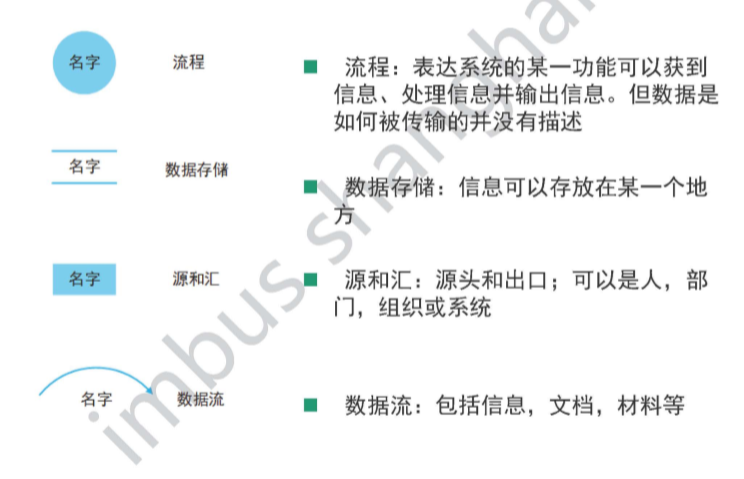 名字
流程
流程：表达系统的某一功能可以获到
信息、处理信息并输出信息。但数据是
如何被传输的并没有描述
名字
数据存储
数据存储：信息可以存放在某一个地
方
名字
源和汇
源和汇：源头和出口；可以是人，部
门，组织或系统
名字
数据流
数据流：包括信息，文档，材料等
imbus shanghai